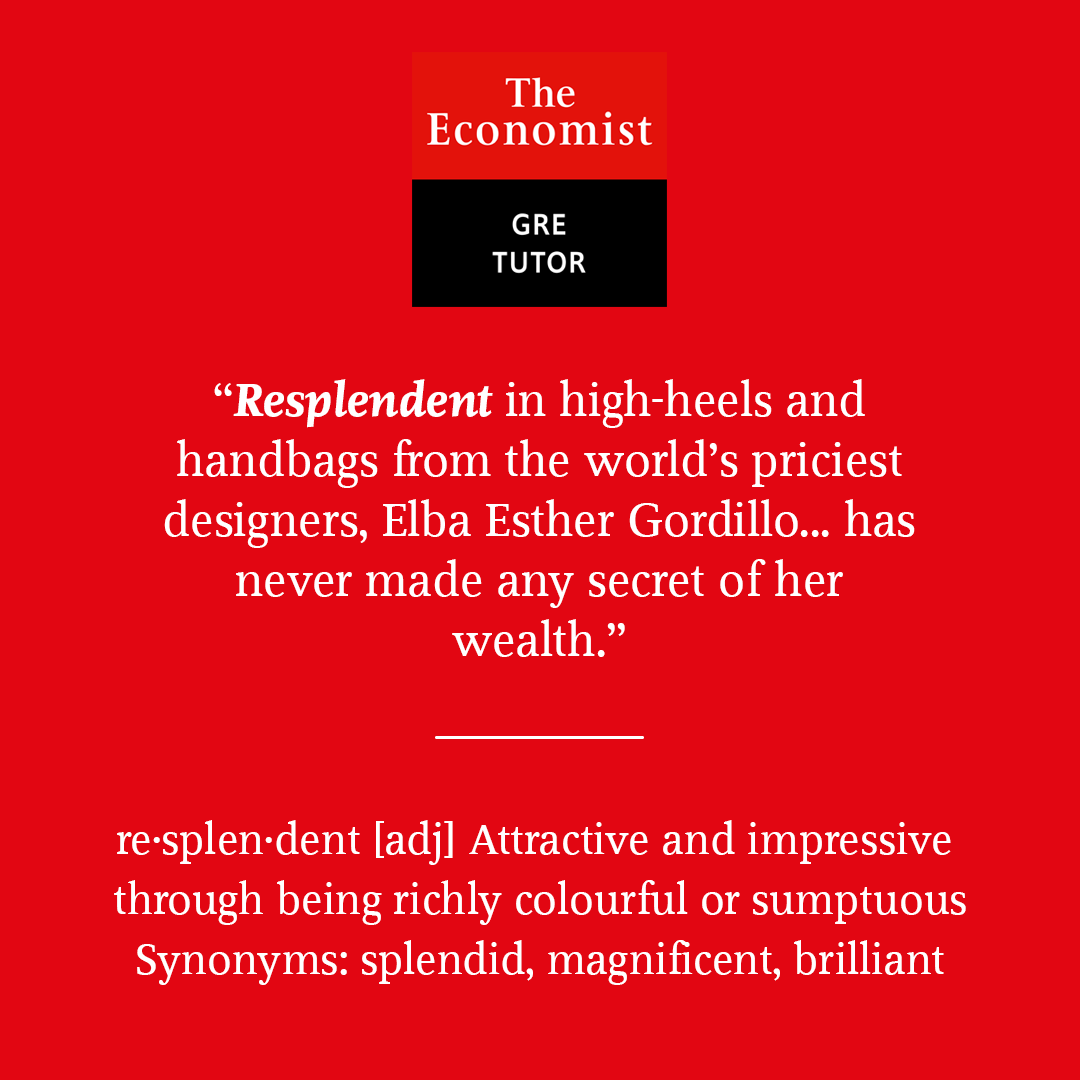 The
Economist
GRE
TUTOR
“Resplendent in high-heels and
handbags from the world’s priciest
designers, Elba Esther Gordillo... has
never made any secret of her
wealth.”
re·splen·dent [adj] Attractive and impressive
through being richly colourful or sumptuous
Synonyms: splendid, magnificent, brilliant